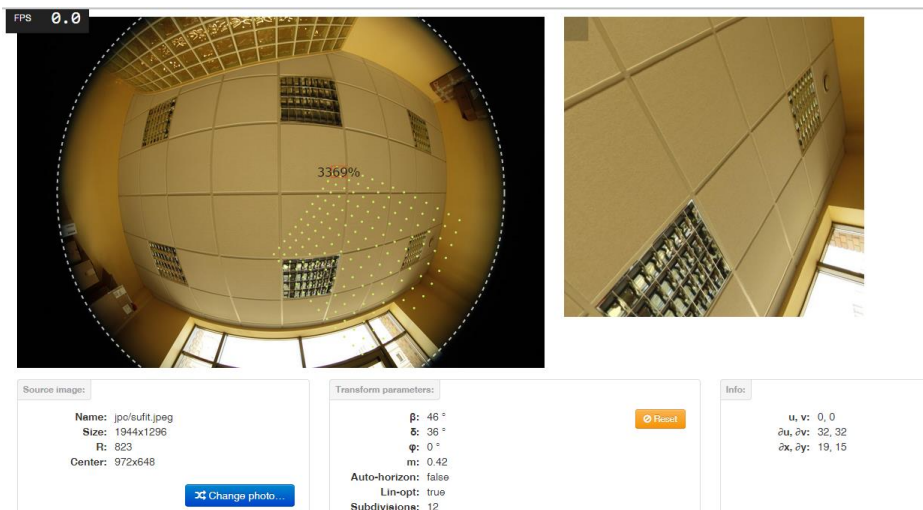 FPS 0.0
3369%
Source image:
Name: jpo/sufit.jpeg
Size: 1944x1296
R: 823
Center: 972x648
Change photo...
Transform parameters:
β: 46 °
δ: 36 °
φ: 0 °
m: 0.42
Auto-horizon: false
Lin-opt: true
Subdivisions: 12
Reset
Info:
u, v: 0, 0
∂u, ∂v: 32, 32
∂x, ∂y: 19, 15